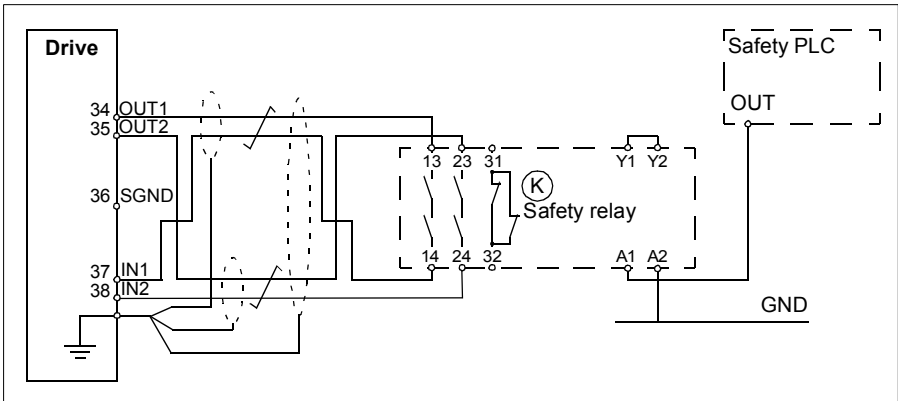 Drive
Safety PLC
OUT
34 OUT1
35 OUT2
13 23 31 Y1 Y2
K
36 SGND
Safety relay
14 24 32 A1 A2
37 IN1
38 IN2
GND